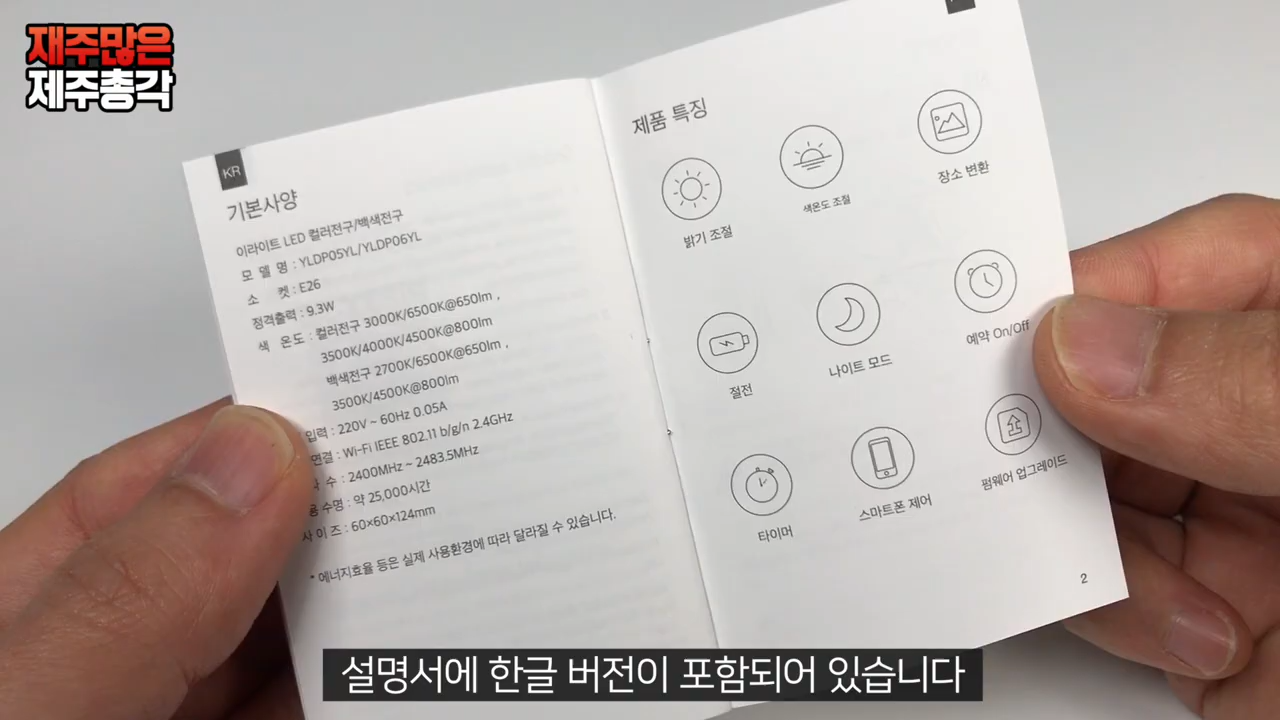 재주많은
제주총각
KR
기본사양
이라이트 LED 컬러전구/백색전구
모 델 명 : YLDP05YL/YLDP06YL
소 켓 : E26
정격출력 : 9.3W
색 온도 : 컬러전구 3000K/6500K@650lm ,
3500K/4000K/4500K@800lm
백색전구 2700K/6500K@650lm ,
3500K/4500K@800lm
입력 : 220V ~ 60Hz 0.05A
연결 : Wi-Fi IEEE 802.11 b/g/n 2.4GHz
수 : 2400MHz ~ 2483.5MHz
용 수명 : 약 25,000시간
사 이 즈 : 60×60×124mm
* 에너지효율 등은 실제 사용환경에 따라 달라질 수 있습니다.
제품 특징
밝기 조절
색온도 조절
장소 변환
절전
나이트 모드
예약 On/Off
타이머
스마트폰 제어
펌웨어 업그레이드
2
설명서에 한글 버전이 포함되어 있습니다